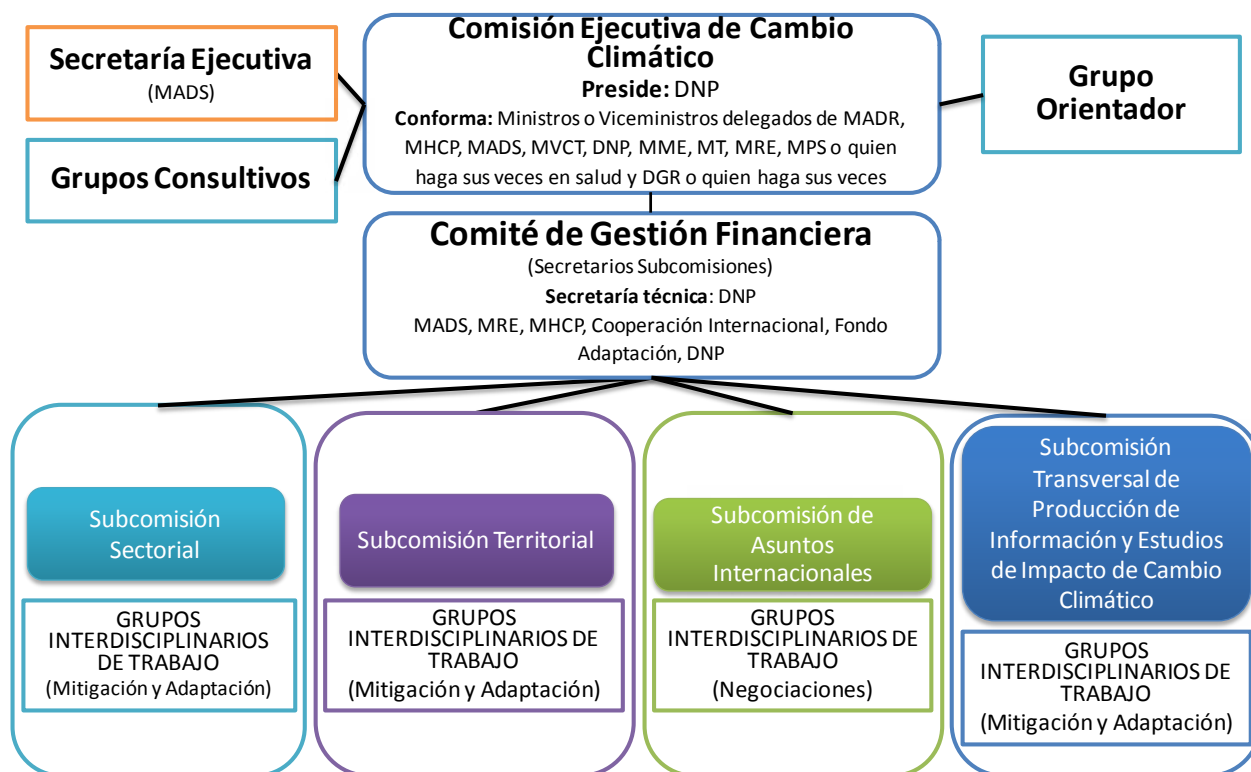 Secretaría Ejecutiva
(MADS)
Grupos Consultivos
Comisión Ejecutiva de Cambio
Climático
Preside: DNP
Conforma: Ministros o Viceministros delegados de MADR,
MHCP, MADS, MVCT, DNP, MME, MT, MRE, MPS o quien
haga sus veces en salud y DGR o quien haga sus veces
Grupo
Orientador
Comité de Gestión Financiera
(Secretarios Subcomisiones)
Secretaría técnica: DNP
MADS, MRE, MHCP, Cooperación Internacional, Fondo
Adaptación, DNP
Subcomisión
Sectorial
GRUPOS
INTERDISCIPLINARIOS
DE TRABAJO
(Mitigación y Adaptación)
Subcomisión Territorial
GRUPOS
INTERDISCIPLINARIOS DE
TRABAJO
(Mitigación y Adaptación)
Subcomisión de
Asuntos
Internacionales
GRUPOS
INTERDISCIPLINARIOS DE
TRABAJO
(Negociaciones)
Subcomisión
Transversal de
Producción de
Información y Estudios
de Impacto de Cambio
Climático
GRUPOS
INTERDISCIPLINARIOS DE
TRABAJO
(Mitigación y Adaptación)